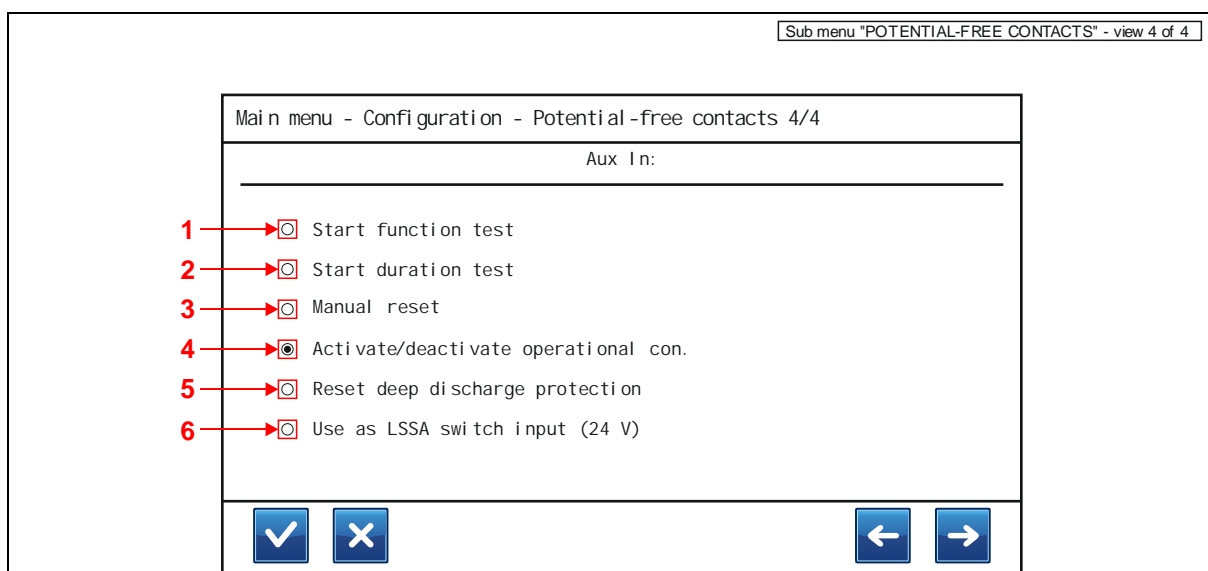 Sub menu "POTENTIAL-FREE CONTACTS" - view 4 of 4
Main menu - Configuration - Potential-free contacts 4/4
Aux In:
1 Start function test
2 Start duration test
3 Manual reset
4 Activate/deactivate operational con.
5 Reset deep discharge protection
6 Use as LSSA switch input (24 V)